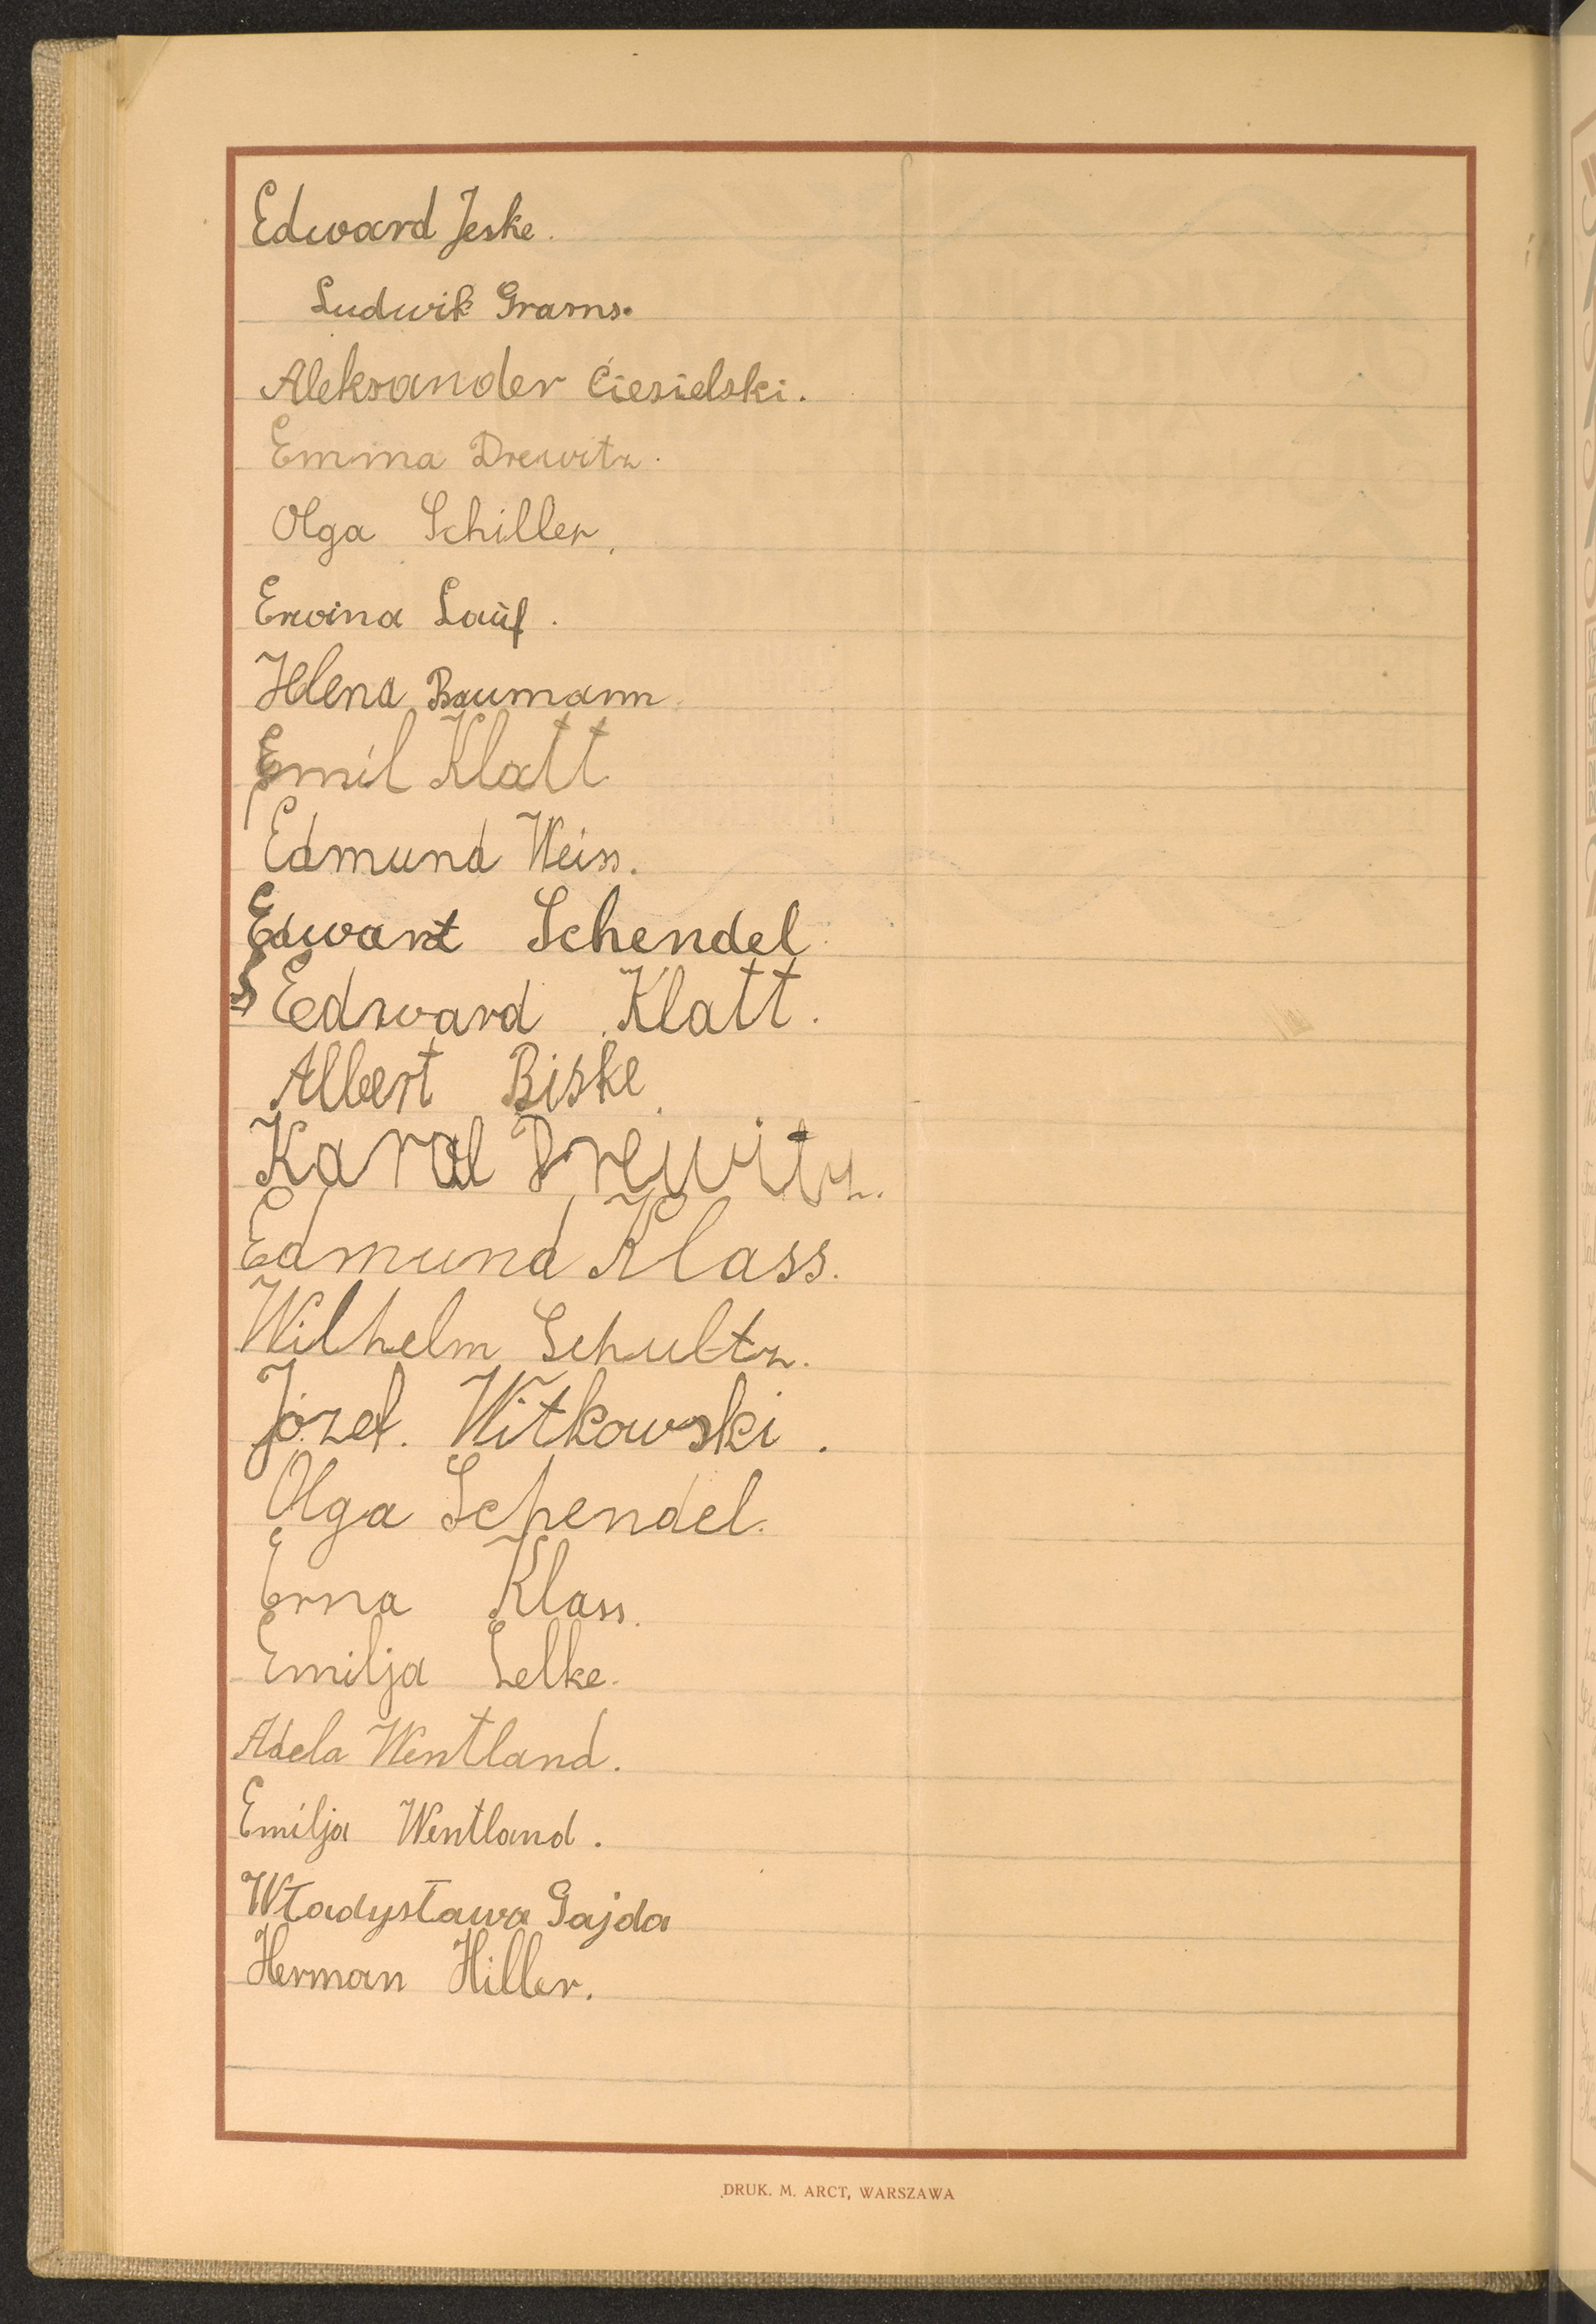 Edward Jeske.
Ludwik Grams.
Aleksander Ciesielski.
Emma Drewitz.
Olga Schiller,
Erwina Lauf.
Helena Baumann
Emil Klatt
Edmund Weiss.
Edwart Schendel
Edward Klatt.
Albert Biske.
Karol Drewitz.
Edmund Klass.
Wilhelm Schultz.
Józef. Witkowski.
Olga Schendel.
Erna Klass.
Emilja Selke.
Adela Wentland.
Emilja Wentland.
Władysława Gajda
Herman Hiller.
DRUK. M. ARCT, WARSZAWA